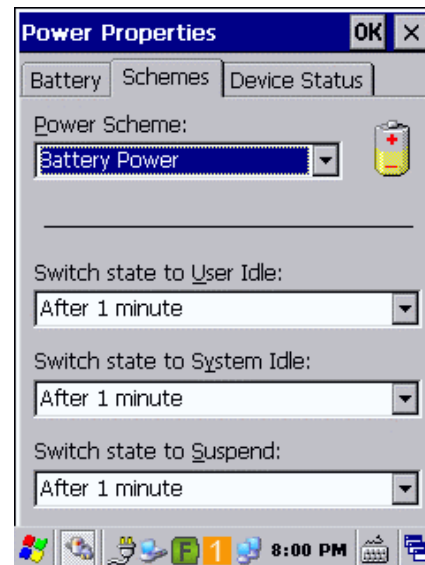 Power Properties OK ×
Battery Schemes Device Status
Power Scheme:
Battery Power
Switch state to User Idle:
After 1 minute
Switch state to System Idle:
After 1 minute
Switch state to Suspend:
After 1 minute
F 1 8:00 PM